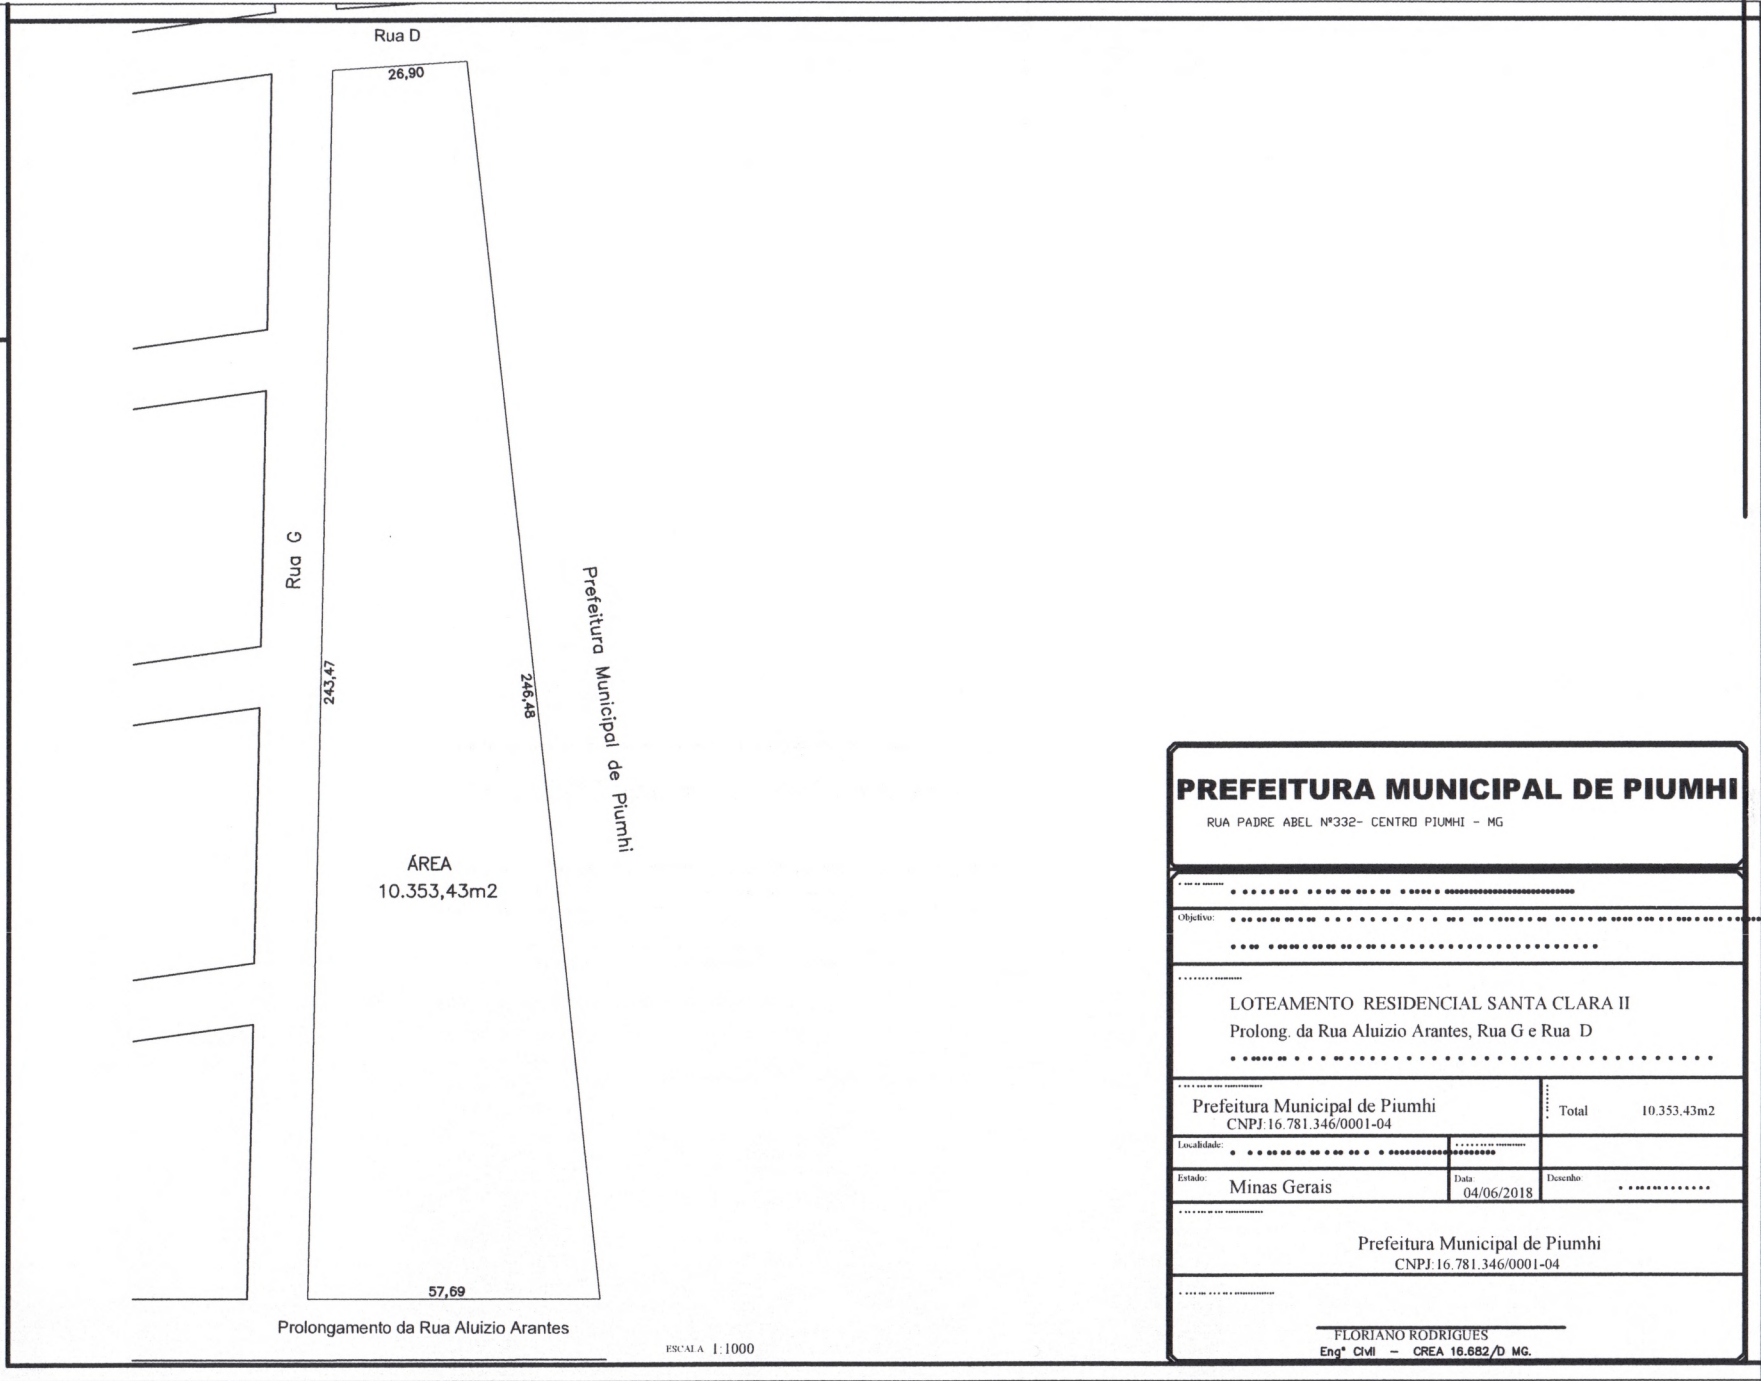 Rua D
26,90
Rua G
243,47
246,48
Prefeitura Municipal de Piumhi
ÁREA
10.353,43m2
57,69
Prolongamento da Rua Aluizio Arantes
ESCALA 1:1000
PREFEITURA MUNICIPAL DE PIUMHI
RUA PADRE ABEL Nº332- CENTRO PIUMHI - MG
Objetivo:
LOTEAMENTO RESIDENCIAL SANTA CLARA II
Prolong. da Rua Aluizio Arantes, Rua G e Rua D
Prefeitura Municipal de Piumhi
CNPJ:16.781.346/0001-04
Total 10.353,43m2
Localidade:
Estado: Minas Gerais
Data 04/06/2018
Desenho
Prefeitura Municipal de Piumhi
CNPJ:16.781.346/0001-04
FLORIANO RODRIGUES
Engº Civil - CREA 16.682/D MG.